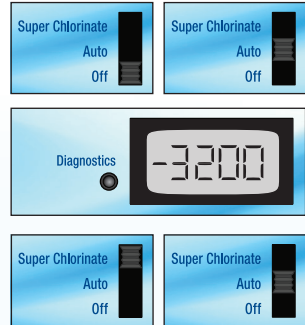 Super Chlorinate
Auto
Off
Super Chlorinate
Auto
Off
Diagnostics
-3200
Super Chlorinate
Auto
Off
Super Chlorinate
Auto
Off